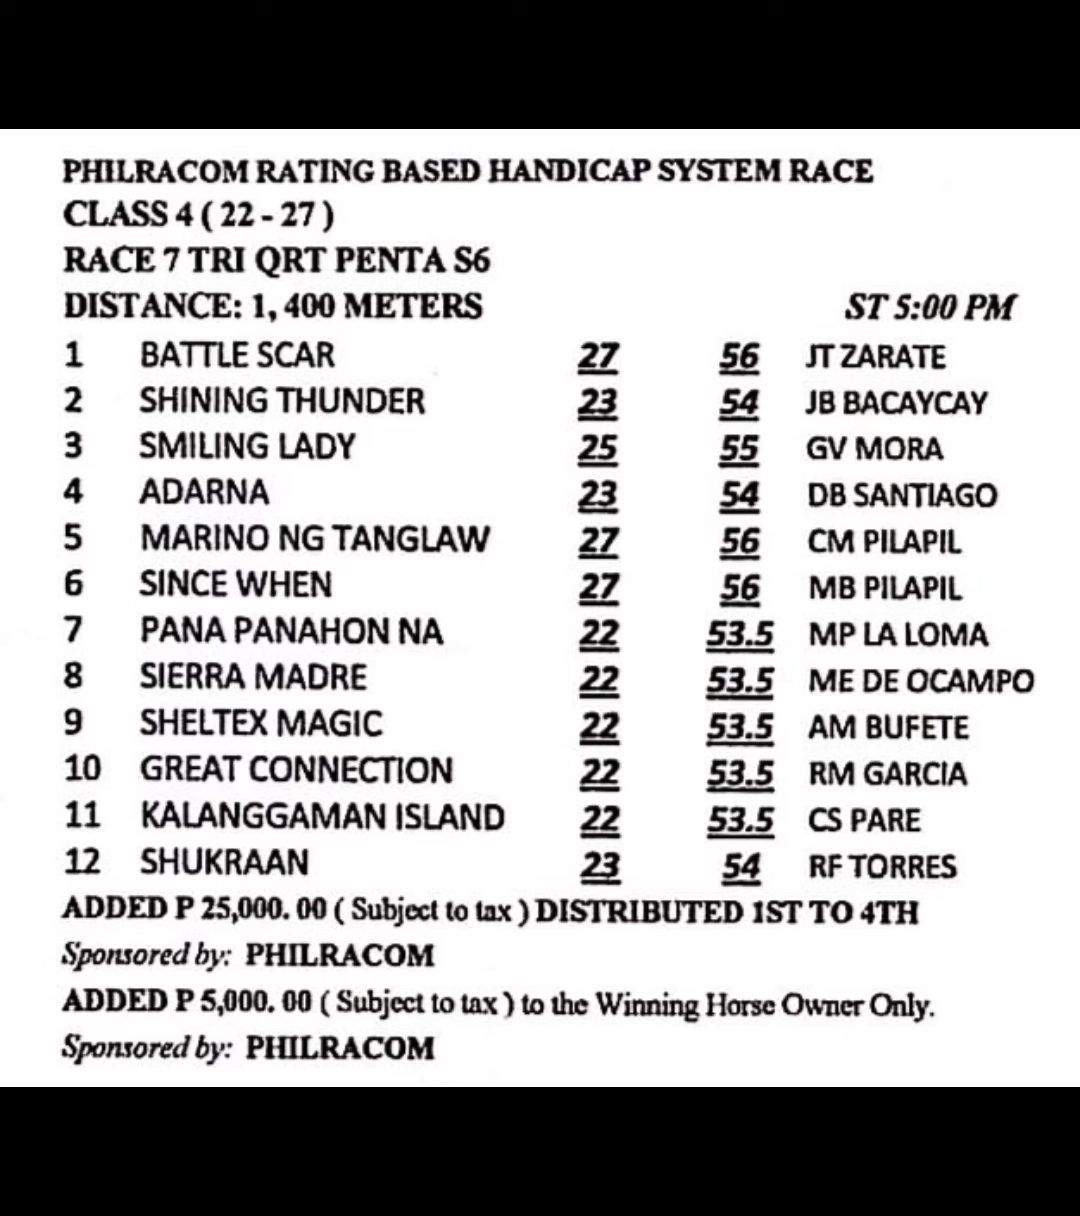 PHILRACOM RATING BASED HANDICAP SYSTEM RACE
CLASS 4 ( 22 - 27 )
RACE 7 TRI QRT PENTA S6
DISTANCE: 1, 400 METERS ST 5:00 PM
1 BATTLE SCAR 27 56 JT ZARATE
2 SHINING THUNDER 23 54 JB BACAYCAY
3 SMILING LADY 25 55 GV MORA
4 ADARNA 23 54 DB SANTIAGO
5 MARINO NG TANGLAW 27 56 CM PILAPIL
6 SINCE WHEN 27 56 MB PILAPIL
7 PANA PANAHON NA 22 53.5 MP LA LOMA
8 SIERRA MADRE 22 53.5 ME DE OCAMPO
9 SHELTEX MAGIC 22 53.5 AM BUFETE
10 GREAT CONNECTION 22 53.5 RM GARCIA
11 KALANGGAMAN ISLAND 22 53.5 CS PARE
12 SHUKRAAN 23 54 RF TORRES
ADDED P 25,000. 00 ( Subject to tax ) DISTRIBUTED 1ST TO 4TH
Sponsored by: PHILRACOM
ADDED P 5,000. 00 ( Subject to tax ) to the Winning Horse Owner Only.
Sponsored by: PHILRACOM